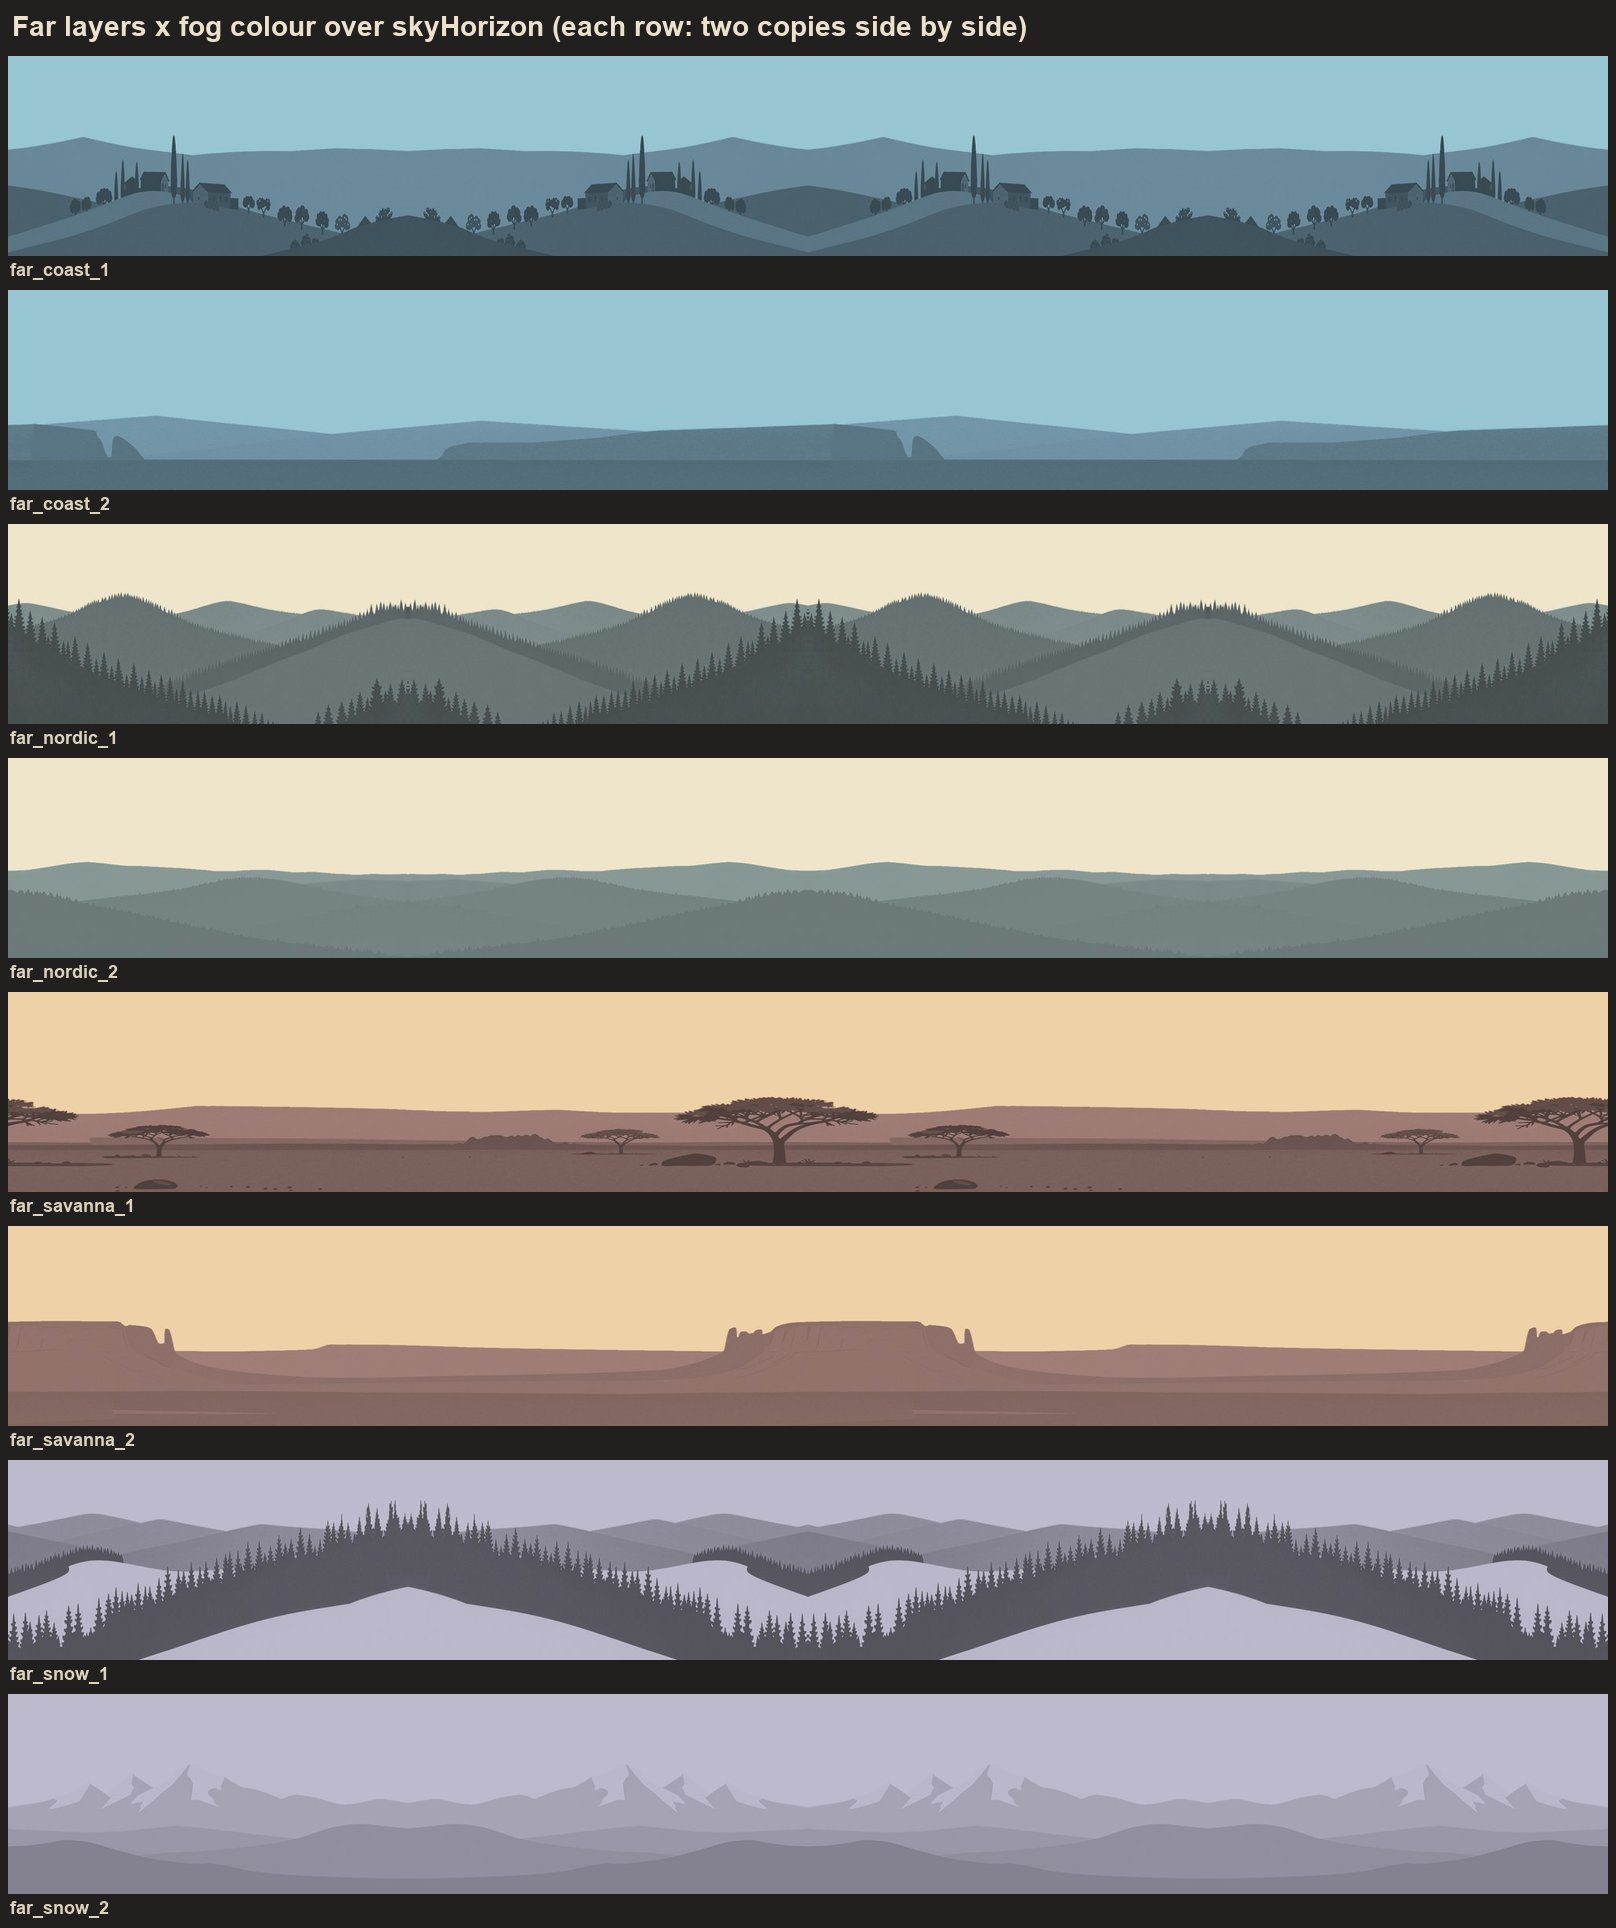 Far layers x fog colour over skyHorizon (each row: two copies side by side)
far_coast_1
far_coast_2
far_nordic_1
far_nordic_2
far_savanna_1
far_savanna_2
far_snow_1
far_snow_2